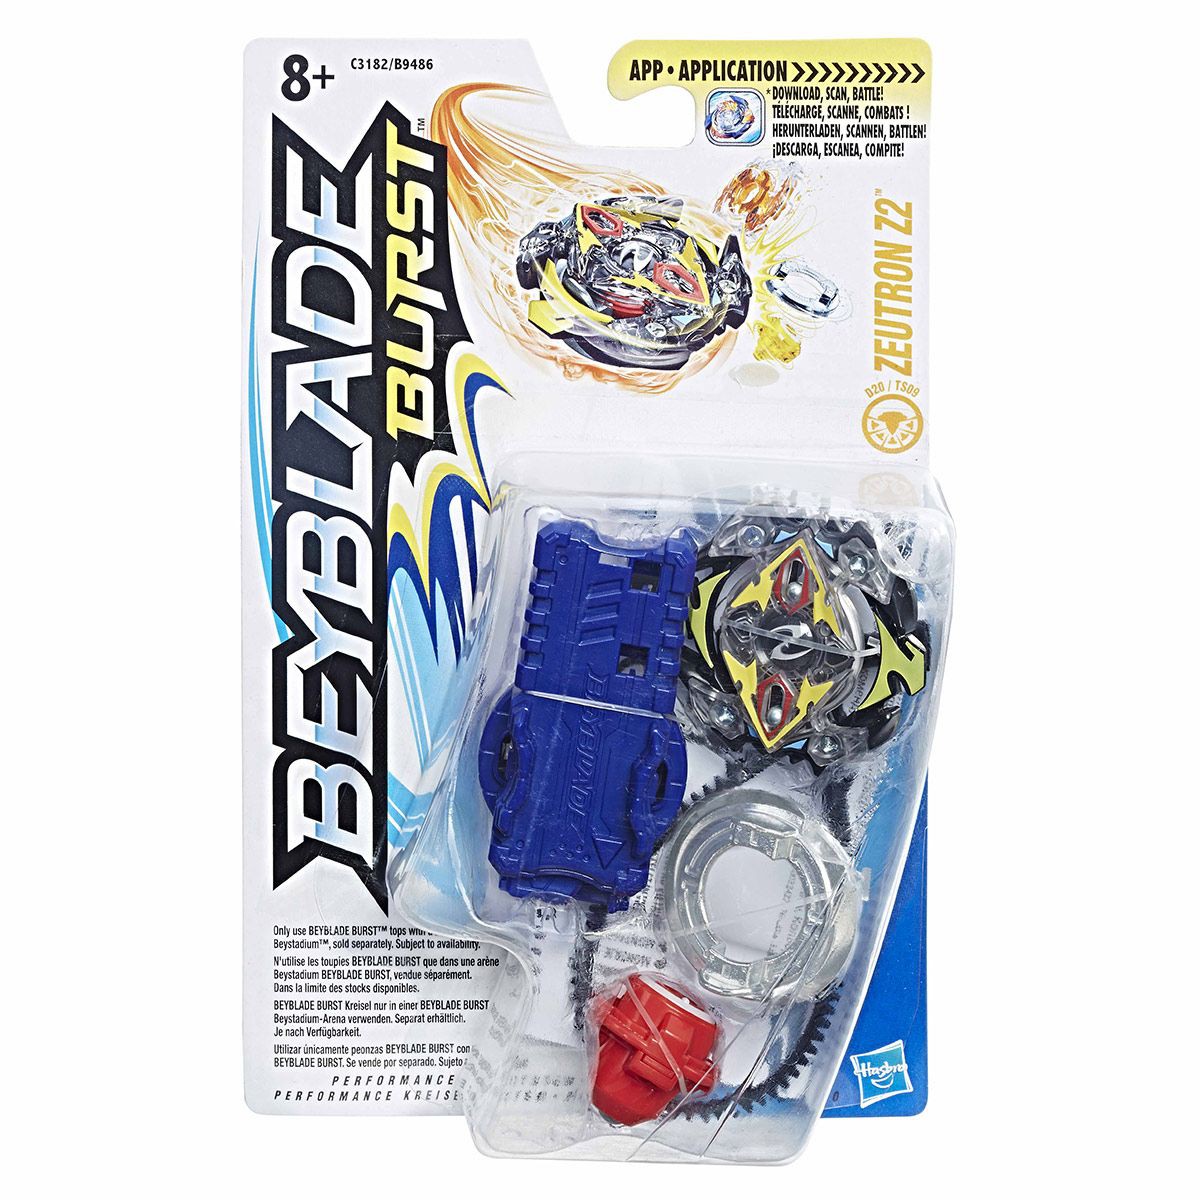 8+
C3182/B9486
APP • APPLICATION
*DOWNLOAD, SCAN, BATTLE!
TÉLÉCHARGE, SCANNE, COMBATS !
HERUNTERLADEN, SCANNEN, BATTLEN!
¡DESCARGA, ESCANEA, COMPITE!
BEYBLADE
BURST™
ZEUTRON Z2™
D20 / TS09
BEYBLADE
Only use BEYBLADE BURST™ tops with a
Beystadium™, sold separately. Subject to availability.
N'utilise les toupies BEYBLADE BURST que dans une arène
Beystadium BEYBLADE BURST, vendue séparément.
Dans la limite des stocks disponibles.
BEYBLADE BURST Kreisel nur in einer BEYBLADE BURST
Beystadium-Arena verwenden. Separat erhältlich.
Je nach Verfügbarkeit.
Utilizar únicamente peonzas BEYBLADE BURST con
BEYBLADE BURST. Se vende por separado. Sujeto a
PERFORMANCE
PERFORMANCE KREISEL
Hasbro